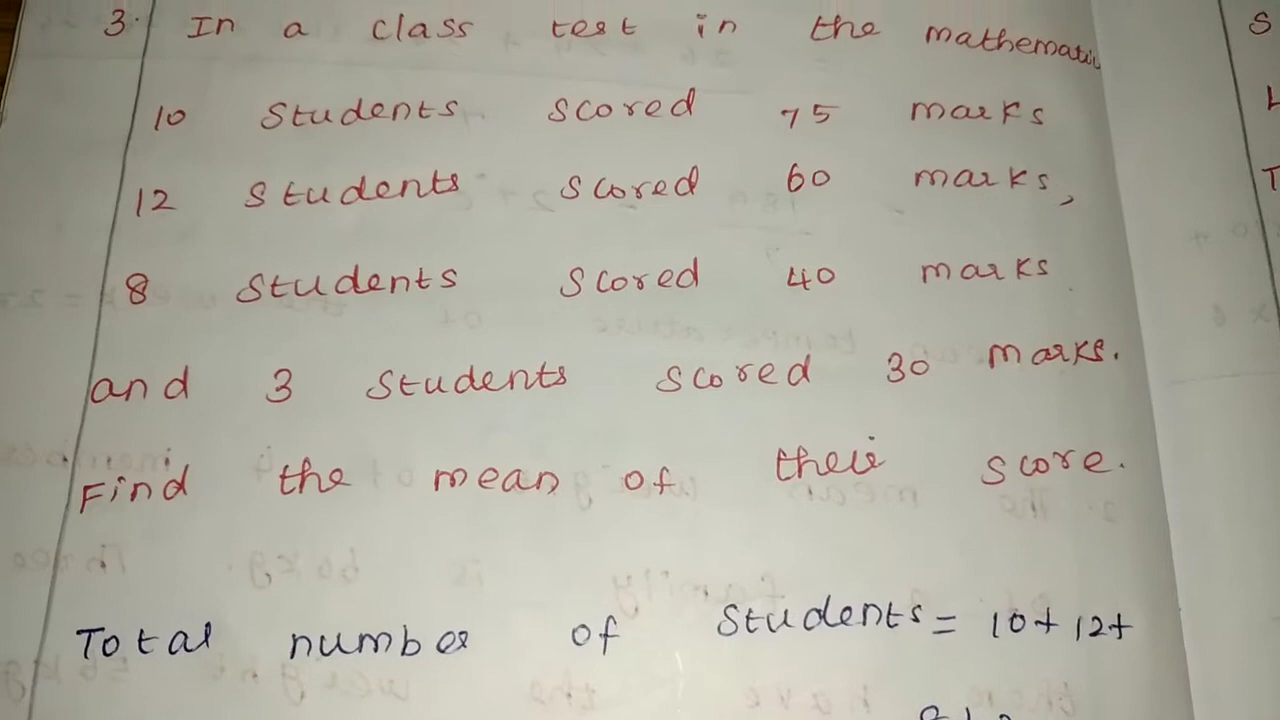 3. In a class test in the mathemati
10 Students scored 75 marks
12 Students scored 60 marks,
8 Students scored 40 marks
and 3 Students scored 30 marks.
Find the mean of their score.
Total number of Students = 10+ 12+